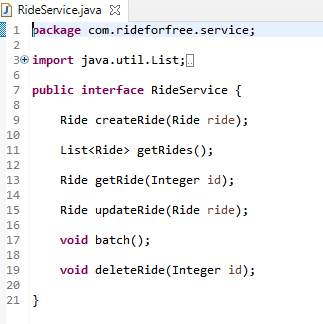 RideService.java
1 package com.rideforfree.service;
2
3 import java.util.List;
6
7 public interface RideService {
8
9 Ride createRide(Ride ride);
10
11 List<Ride> getRides();
12
13 Ride getRide(Integer id);
14
15 Ride updateRide(Ride ride);
16
17 void batch();
18
19 void deleteRide(Integer id);
20
21 }